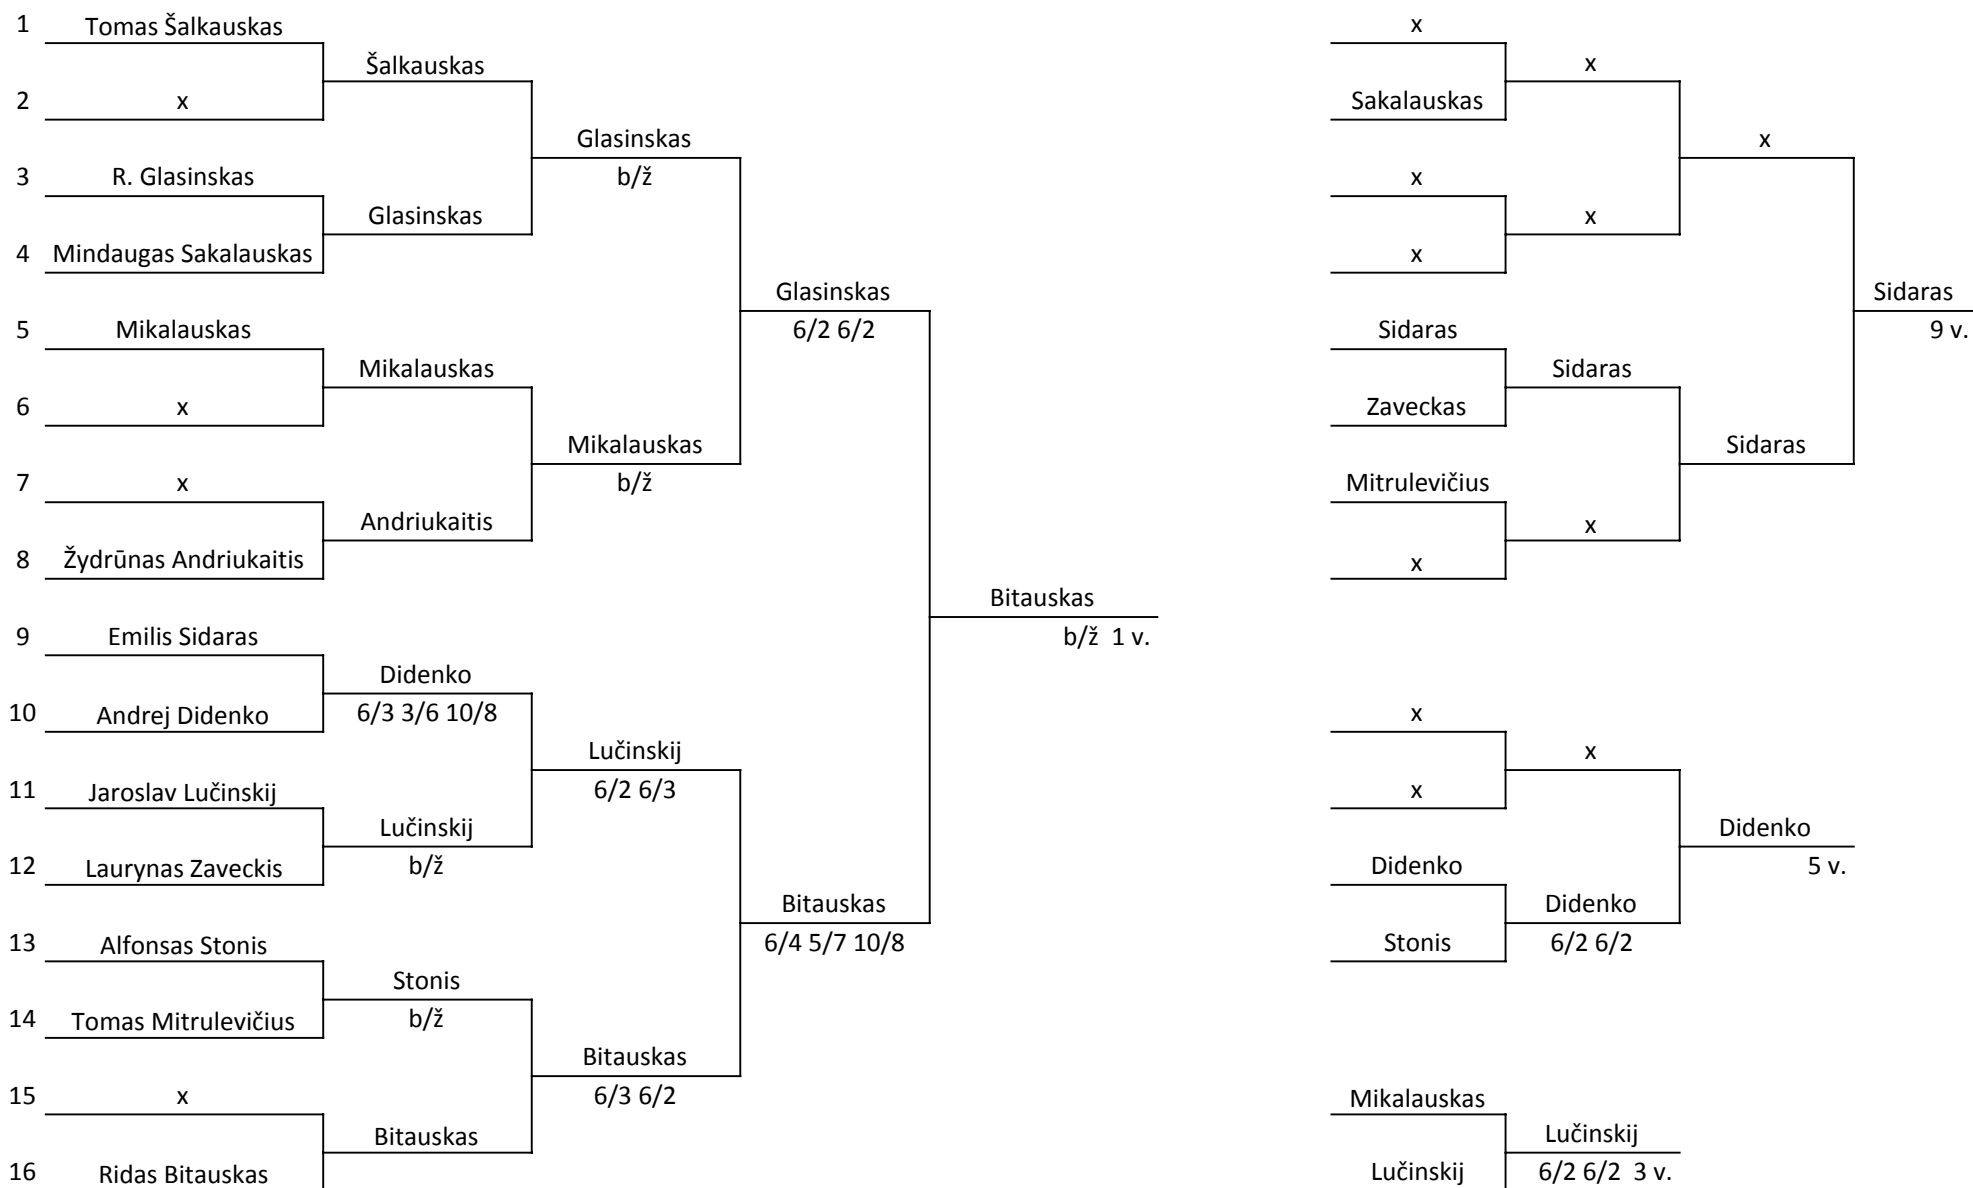 1 Tomas Šalkauskas
Šalkauskas
2 x
Glasinskas
b/ž
3 R. Glasinskas
Glasinskas
4 Mindaugas Sakalauskas
Glasinskas
6/2 6/2
5 Mikalauskas
Mikalauskas
6 x
Mikalauskas
b/ž
7 x
Andriukaitis
8 Žydrūnas Andriukaitis
Bitauskas
b/ž 1 v.
9 Emilis Sidaras
Didenko
6/3 3/6 10/8
10 Andrej Didenko
Lučinskij
6/2 6/3
11 Jaroslav Lučinskij
Lučinskij
b/ž
12 Laurynas Zaveckis
Bitauskas
6/4 5/7 10/8
13 Alfonsas Stonis
Stonis
b/ž
14 Tomas Mitrulevičius
Bitauskas
6/3 6/2
15 x
Bitauskas
16 Ridas Bitauskas
x
x
Sakalauskas
x
x
x
x
Sidaras
9 v.
Sidaras
Sidaras
Zaveckas
Sidaras
Mitrulevičius
x
x
x
x
x
Didenko
5 v.
Didenko
Didenko
6/2 6/2
Stonis
Mikalauskas
Lučinskij
6/2 6/2 3 v.
Lučinskij